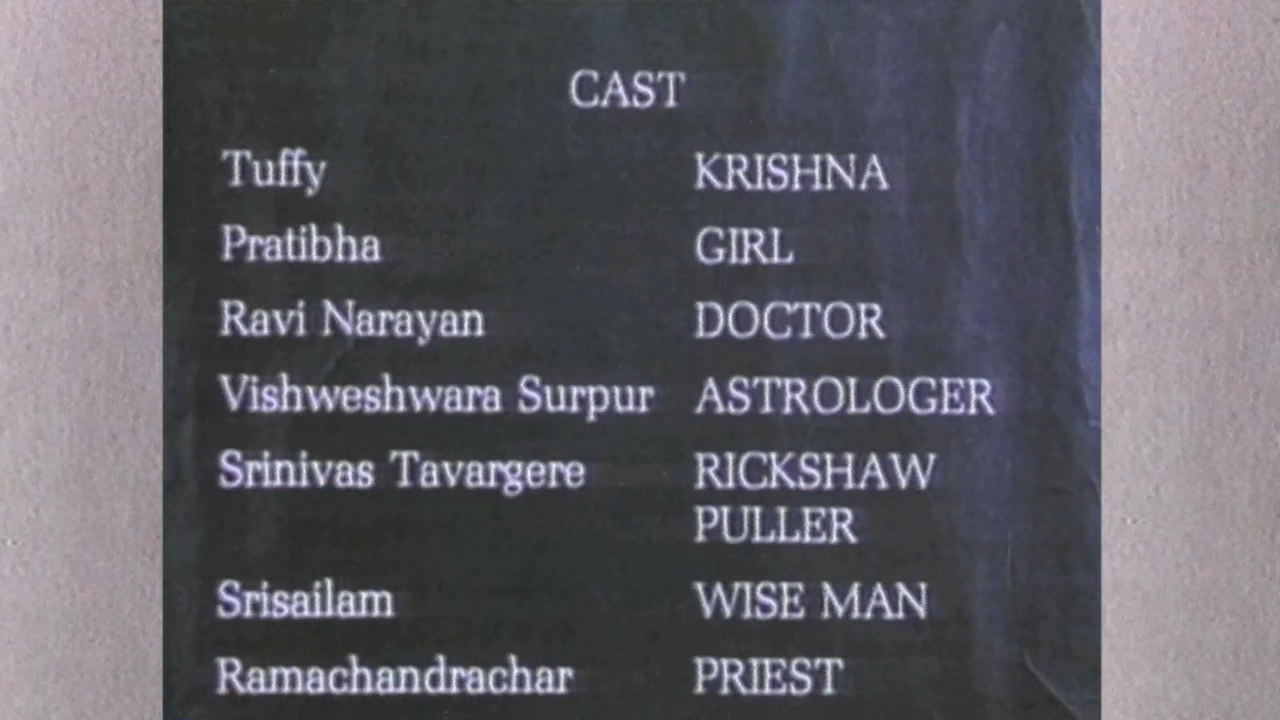 CAST
Tuffy KRISHNA
Pratibha GIRL
Ravi Narayan DOCTOR
Vishweshwara Surpur ASTROLOGER
Srinivas Tavargere RICKSHAW
PULLER
Srisailam WISE MAN
Ramachandrachar PRIEST